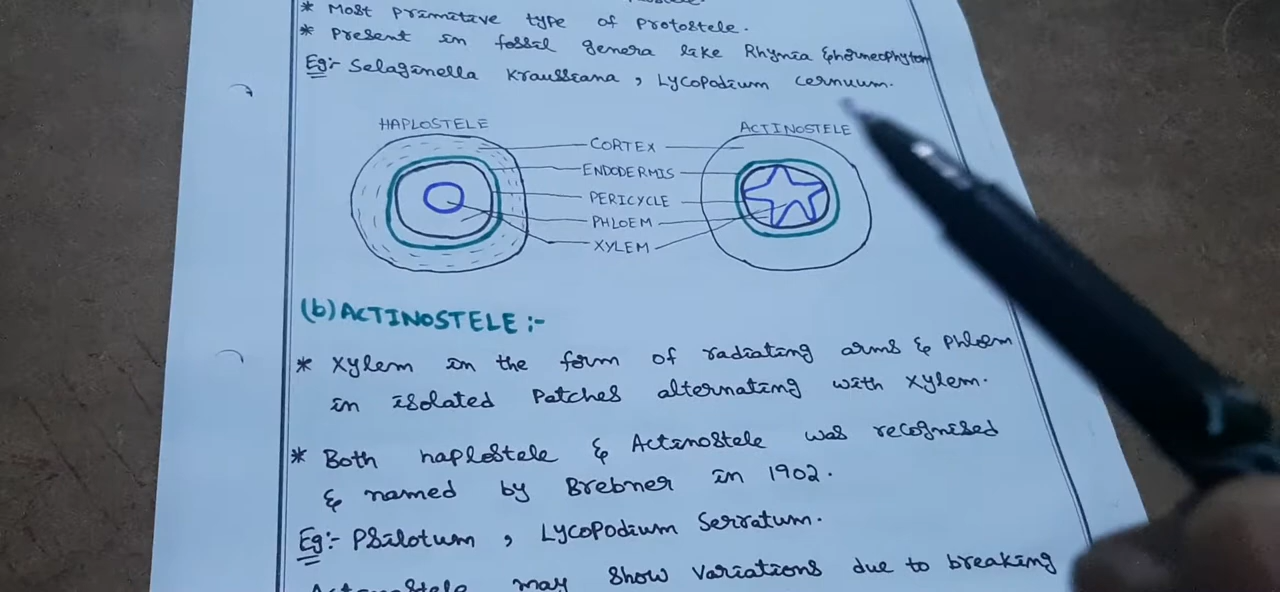 * Most Primitive type of Protostele.
* Present in fossil genera like Rhynia & horneophyton
Eg:- Selaginella Kraussiana, Lycopodium cernuum.
HAPLOSTELE
ACTINOSTELE
CORTEX
ENDODERMIS
PERICYCLE
PHLOEM
XYLEM
(b) ACTINOSTELE :-
* Xylem in the form of radiating arms & Phloem
in isolated Patches alternating with xylem.
* Both haplostele & Actinostele was recognised
& named by Brebner in 1902.
Eg:- Psilotum, Lycopodium Serratum.
Actinostele may show variations due to breaking